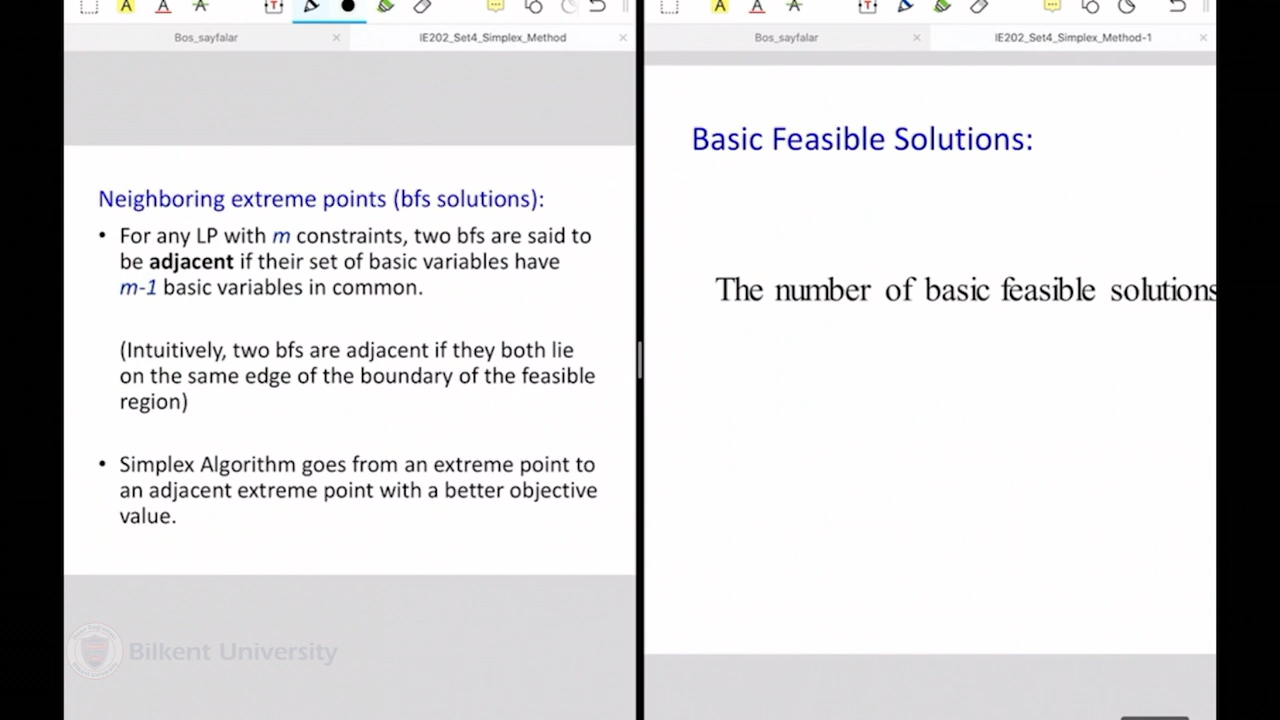 Bos_sayfalar
IE202_Set4_Simplex_Method
Neighboring extreme points (bfs solutions):
• For any LP with m constraints, two bfs are said to
be adjacent if their set of basic variables have
m-1 basic variables in common.
(Intuitively, two bfs are adjacent if they both lie
on the same edge of the boundary of the feasible
region)
• Simplex Algorithm goes from an extreme point to
an adjacent extreme point with a better objective
value.
Bilkent University
Bos_sayfalar
IE202_Set4_Simplex_Method-1
Basic Feasible Solutions:
The number of basic feasible solutions